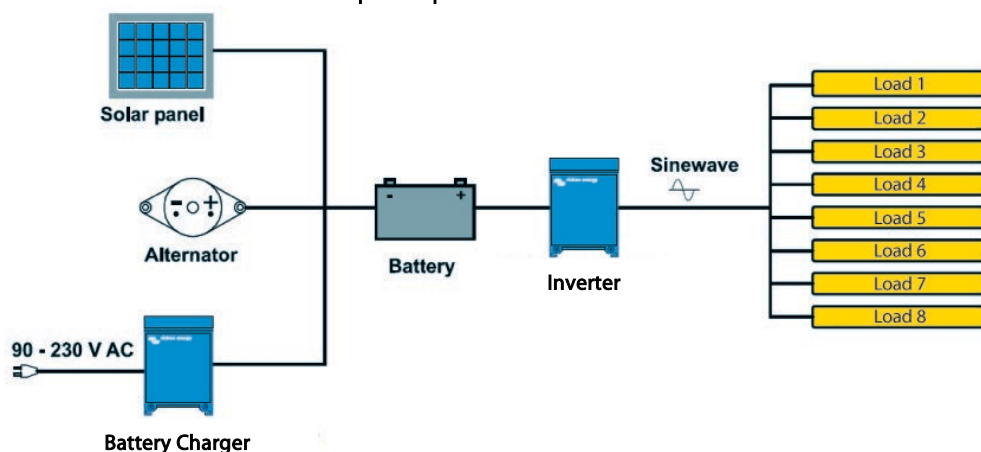 Solar panel
Alternator
90 - 230 V AC
Battery Charger
Battery
Inverter
Sinewave
Load 1
Load 2
Load 3
Load 4
Load 5
Load 6
Load 7
Load 8